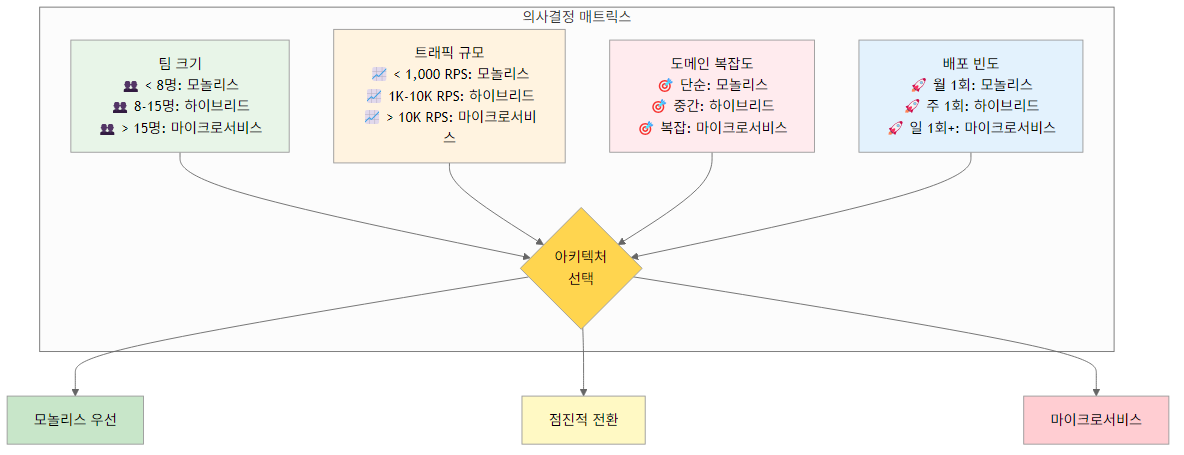 의사결정 매트릭스
팀 크기
👥 < 8명: 모놀리스
👥 8-15명: 하이브리드
👥 > 15명: 마이크로서비스
트래픽 규모
📈 < 1,000 RPS: 모놀리스
📈 1K-10K RPS: 하이브리드
📈 > 10K RPS: 마이크로서비
스
도메인 복잡도
🎯 단순: 모놀리스
🎯 중간: 하이브리드
🎯 복잡: 마이크로서비스
배포 빈도
🚀 월 1회: 모놀리스
🚀 주 1회: 하이브리드
🚀 일 1회+: 마이크로서비스
아키텍처
선택
모놀리스 우선
점진적 전환
마이크로서비스